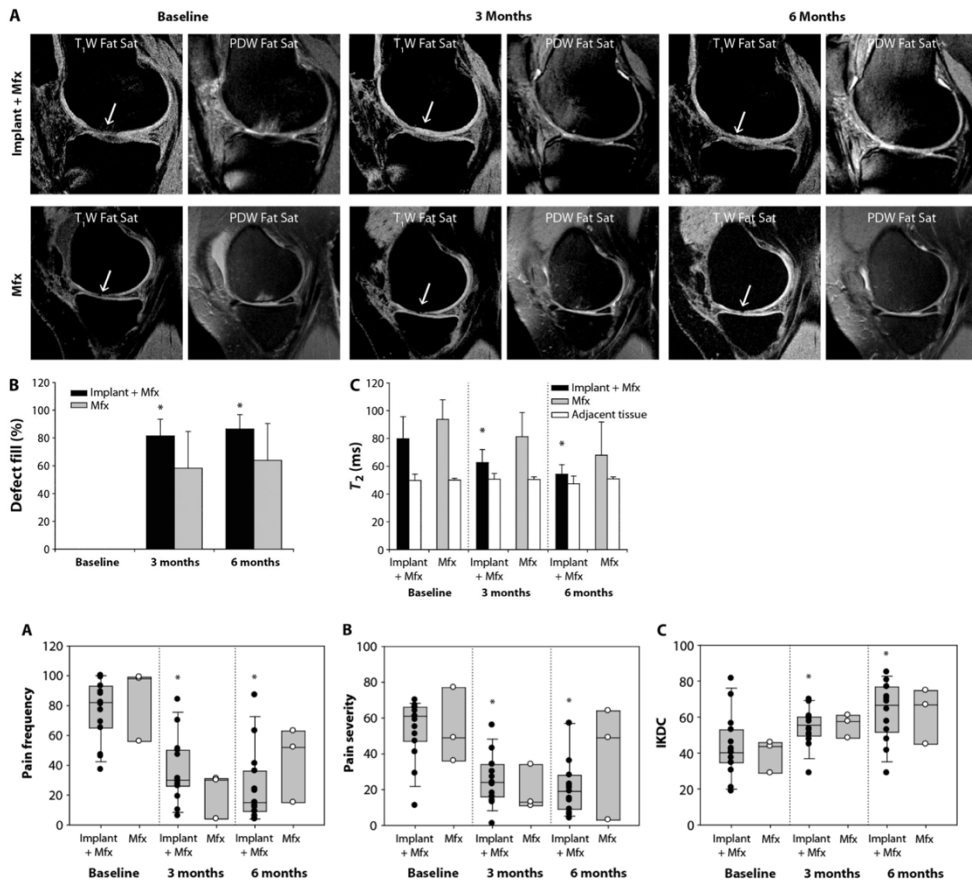 A
Baseline
3 Months
6 Months
Implant + Mfx
T1W Fat Sat
PDW Fat Sat
T1W Fat Sat
PDW Fat Sat
T1W Fat Sat
PDW Fat Sat
Mfx
T1W Fat Sat
PDW Fat Sat
T1W Fat Sat
PDW Fat Sat
T1W Fat Sat
PDW Fat Sat
B
Defect fill (%)
120
100
80
60
40
20
0
Implant + Mfx
Mfx
*
*
Baseline
3 months
6 months
C
T2 (ms)
120
100
80
60
40
20
0
Implant + Mfx
Mfx
Adjacent tissue
*
*
Implant
+ Mfx
Mfx
Implant
+ Mfx
Mfx
Implant
+ Mfx
Mfx
Baseline
3 months
6 months
A
Pain frequency
120
100
80
60
40
20
0
*
*
Implant
+ Mfx
Mfx
Implant
+ Mfx
Mfx
Implant
+ Mfx
Mfx
Baseline
3 months
6 months
B
Pain severity
100
80
60
40
20
0
*
*
Implant
+ Mfx
Mfx
Implant
+ Mfx
Mfx
Implant
+ Mfx
Mfx
Baseline
3 months
6 months
C
IKDC
100
80
60
40
20
0
*
*
Implant
+ Mfx
Mfx
Implant
+ Mfx
Mfx
Implant
+ Mfx
Mfx
Baseline
3 months
6 months